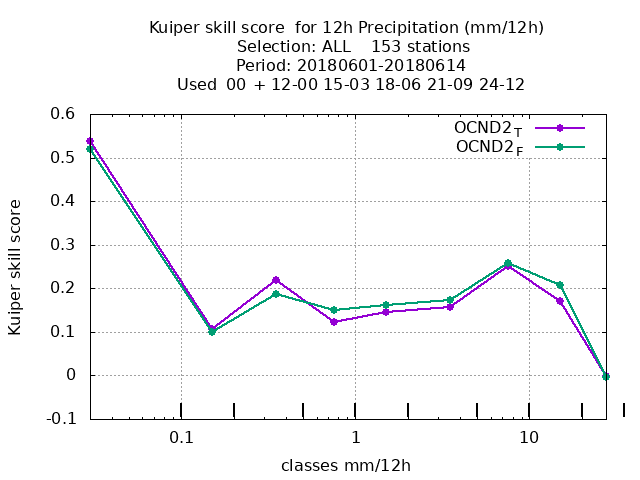 Kuiper skill score  for 12h Precipitation (mm/12h)
Selection: ALL    153 stations
Period: 20180601-20180614
Used  00 + 12-00 15-03 18-06 21-09 24-12
OCND2_T
OCND2_F
0.6
0.5
0.4
0.3
0.2
0.1
0
-0.1
Kuiper skill score
0.1
1
10
classes mm/12h